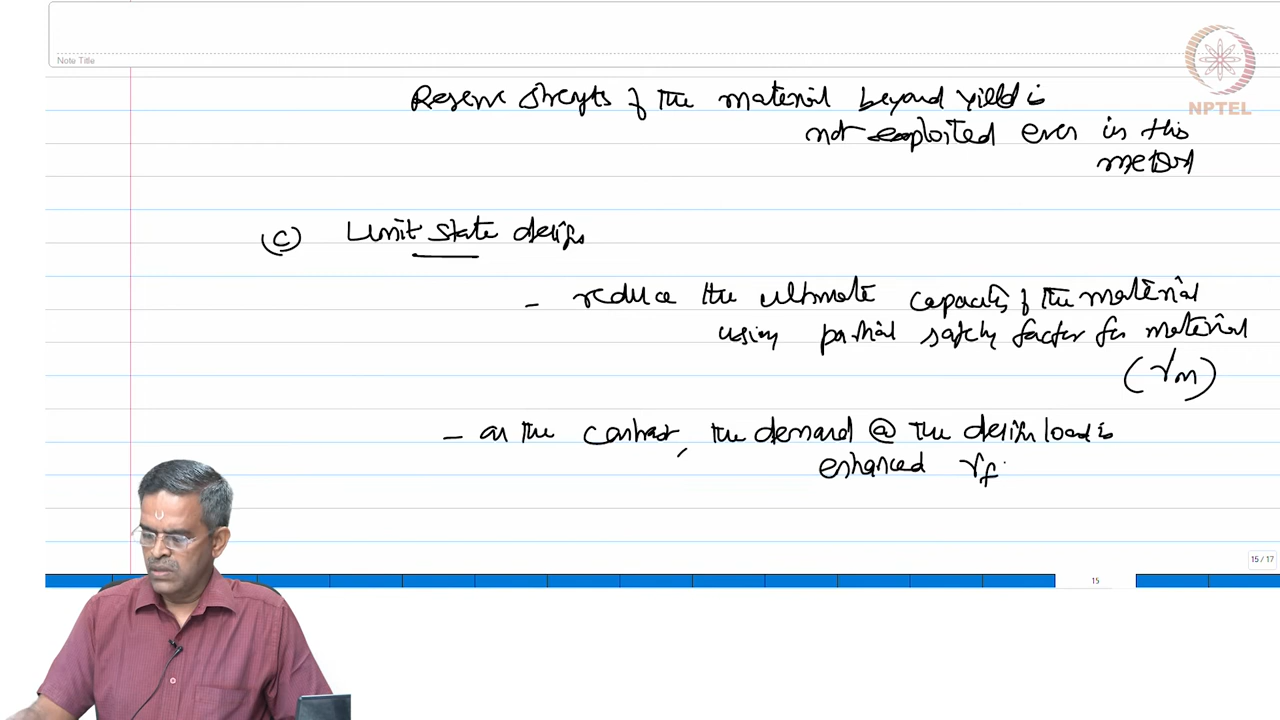 Note Title
NPTEL
Reserve strength of the material beyond yield is
not exploited even in this
method
(c) Limit state design
- reduce the ultimate capacity of the material
using partial safety factor for material
(γm)
- on the contrast, the demand @ the design load is
enhanced γf
15 / 17
15